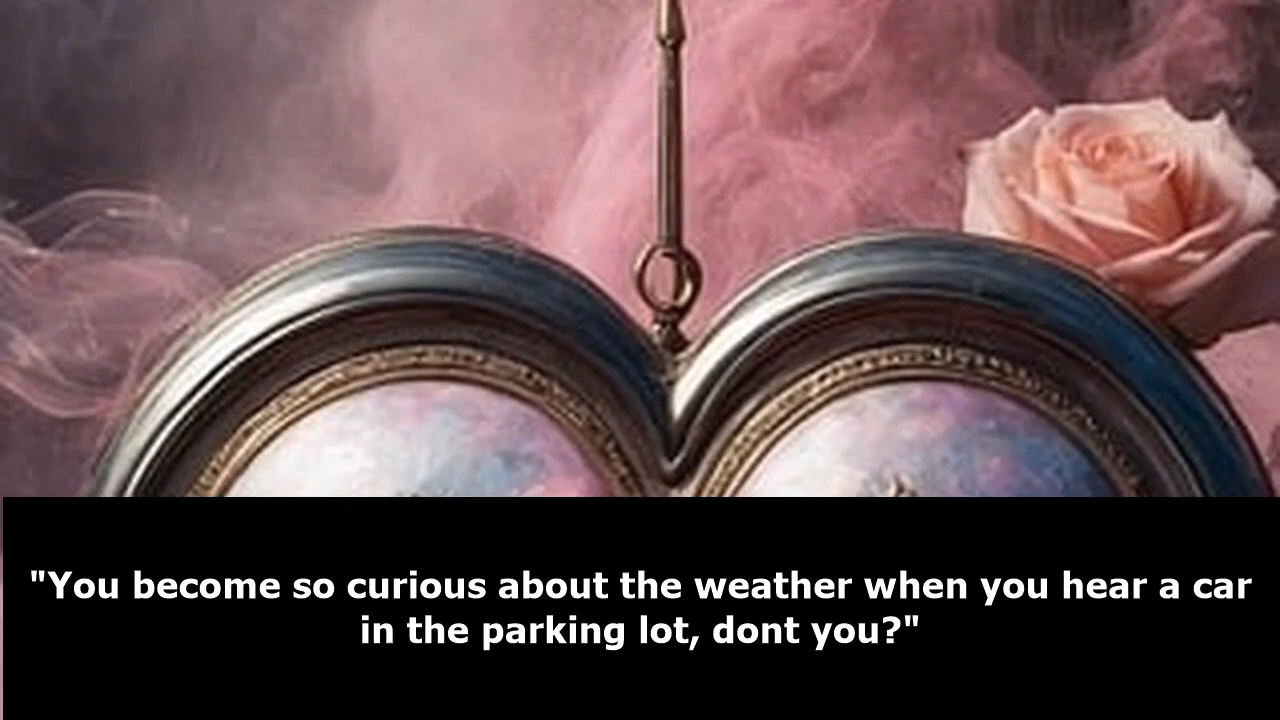 "You become so curious about the weather when you hear a car
in the parking lot, dont you?"